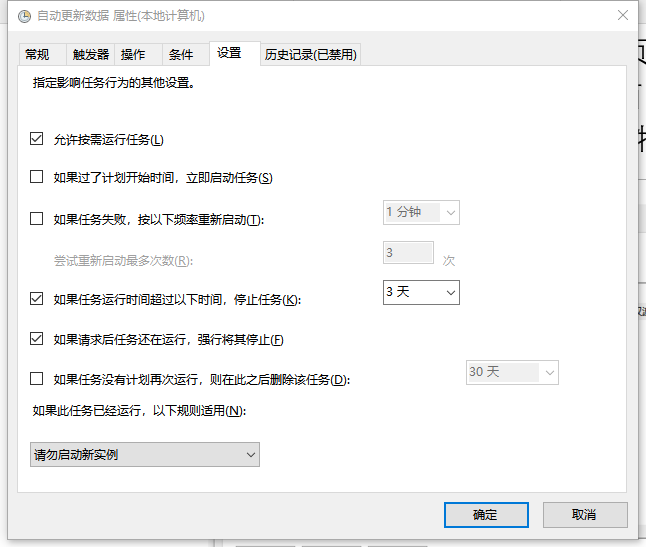 自动更新数据 属性(本地计算机)
常规 触发器 操作 条件 设置 历史记录(已禁用)
指定影响任务行为的其他设置。
允许按需运行任务(L)
如果过了计划开始时间，立即启动任务(S)
如果任务失败，按以下频率重新启动(T): 1 分钟
尝试重新启动最多次数(R): 3 次
如果任务运行时间超过以下时间，停止任务(K): 3 天
如果请求后任务还在运行，强行将其停止(F)
如果任务没有计划再次运行，则在此之后删除该任务(D): 30 天
如果此任务已经运行，以下规则适用(N):
请勿启动新实例
确定 取消